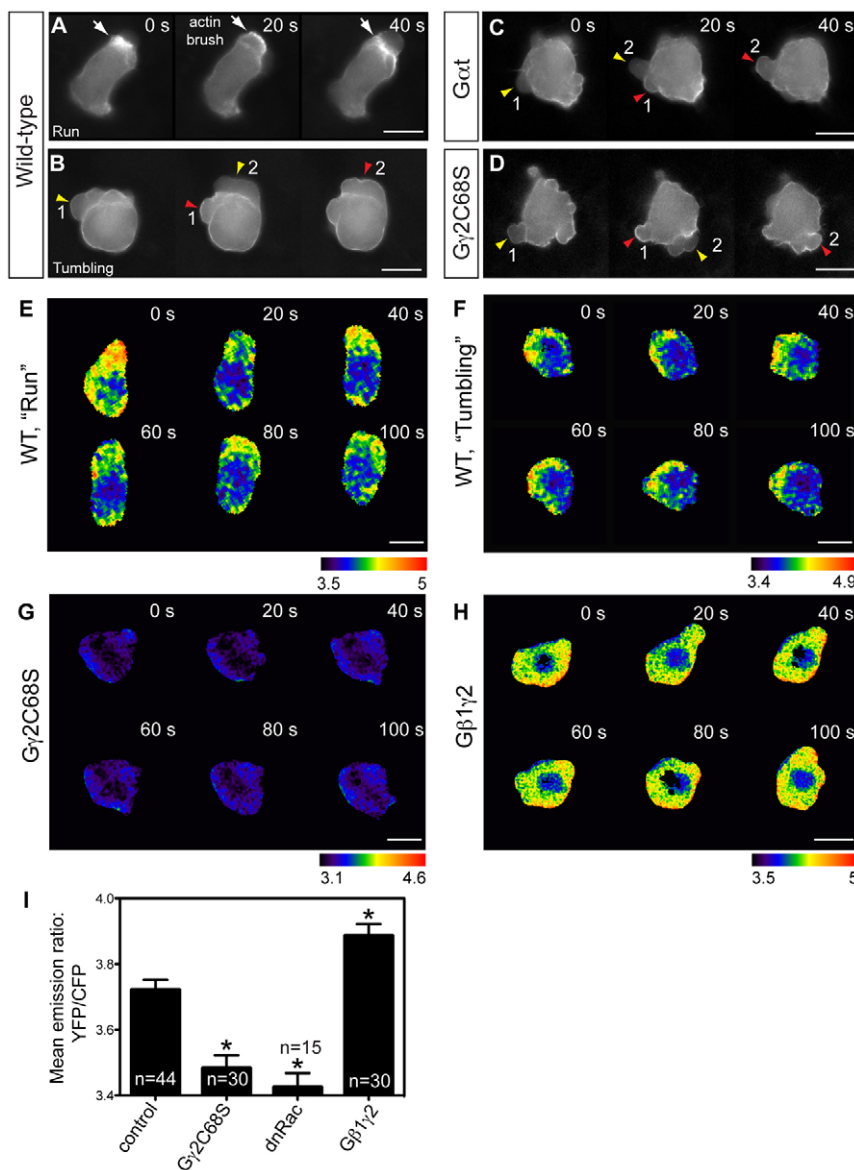 Wild-type
A
0 s
actin
brush
20 s
40 s
Run
B
1
2
1
2
Tumbling
Gαt
C
0 s
20 s
40 s
1
2
1
2
Gγ2C68S
D
1
1
2
2
E
WT, “Run”
0 s
20 s
40 s
60 s
80 s
100 s
3.5
5
F
WT, “Tumbling”
0 s
20 s
40 s
60 s
80 s
100 s
3.4
4.9
G
Gγ2C68S
0 s
20 s
40 s
60 s
80 s
100 s
3.1
4.6
H
Gβ1γ2
0 s
20 s
40 s
60 s
80 s
100 s
3.5
5
I
Mean emission ratio:
YFP/CFP
4.0
3.8
3.6
3.4
n=44
*
n=30
n=15
*
*
n=30
control
Gγ2C68S
dnRac
Gβ1γ2